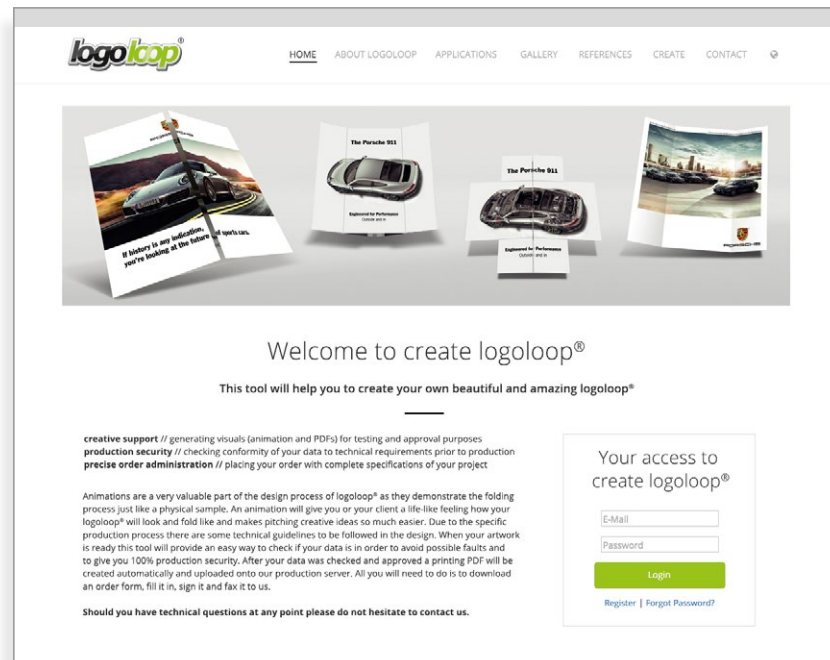 logoloop®
HOME ABOUT LOGOLOOP APPLICATIONS GALLERY REFERENCES CREATE CONTACT
If history is any indication,
you're looking at the future of sports cars.
The Porsche 911
Engineered for Performance
Outside and in
The Porsche 911
Engineered for Performance
Outside and in
PORSCHE
Welcome to create logoloop®
This tool will help you to create your own beautiful and amazing logoloop®
creative support // generating visuals (animation and PDFs) for testing and approval purposes
production security // checking conformity of your data to technical requirements prior to production
precise order administration // placing your order with complete specifications of your project
Animations are a very valuable part of the design process of logoloop® as they demonstrate the folding
process just like a physical sample. An animation will give you or your client a life-like feeling how your
logoloop® will look and fold like and makes pitching creative ideas so much easier. Due to the specific
production process there are some technical guidelines to be followed in the design. When your artwork
is ready this tool will provide an easy way to check if your data is in order to avoid possible faults and
to give you 100% production security. After your data was checked and approved a printing PDF will be
created automatically and uploaded onto our production server. All you will need to do is to download
an order form, fill it in, sign it and fax it to us.
Should you have technical questions at any point please do not hesitate to contact us.
Your access to
create logoloop®
E-Mail
Password
Login
Register | Forgot Password?